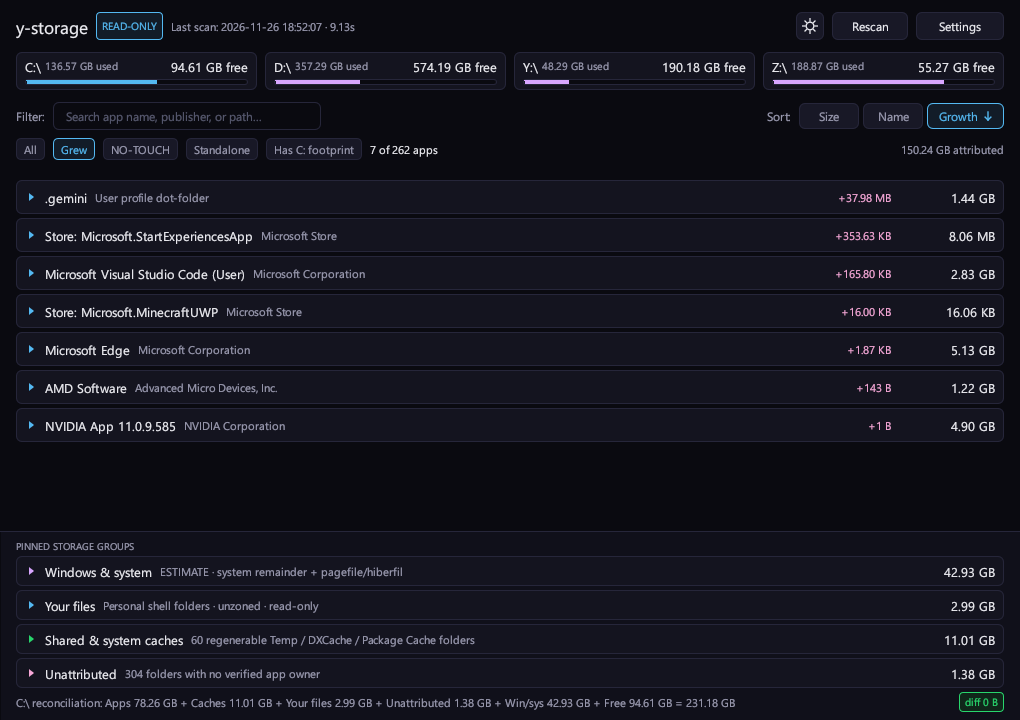 y-storage READ-ONLY Last scan: 2026-11-26 18:52:07 · 9.13s Rescan Settings
C:\ 136.57 GB used 94.61 GB free D:\ 357.29 GB used 574.19 GB free Y:\ 48.29 GB used 190.18 GB free Z:\ 188.87 GB used 55.27 GB free
Filter: Search app name, publisher, or path... Sort: Size Name Growth ↓
All Grew NO-TOUCH Standalone Has C: footprint 7 of 262 apps 150.24 GB attributed
.gemini User profile dot-folder +37.98 MB 1.44 GB
Store: Microsoft.StartExperiencesApp Microsoft Store +353.63 KB 8.06 MB
Microsoft Visual Studio Code (User) Microsoft Corporation +165.80 KB 2.83 GB
Store: Microsoft.MinecraftUWP Microsoft Store +16.00 KB 16.06 KB
Microsoft Edge Microsoft Corporation +1.87 KB 5.13 GB
AMD Software Advanced Micro Devices, Inc. +143 B 1.22 GB
NVIDIA App 11.0.9.585 NVIDIA Corporation +1 B 4.90 GB
PINNED STORAGE GROUPS
Windows & system ESTIMATE · system remainder + pagefile/hiberfil 42.93 GB
Your files Personal shell folders · unzoned · read-only 2.99 GB
Shared & system caches 60 regenerable Temp / DXCache / Package Cache folders 11.01 GB
Unattributed 304 folders with no verified app owner 1.38 GB
C:\ reconciliation: Apps 78.26 GB + Caches 11.01 GB + Your files 2.99 GB + Unattributed 1.38 GB + Win/sys 42.93 GB + Free 94.61 GB = 231.18 GB diff 0 B